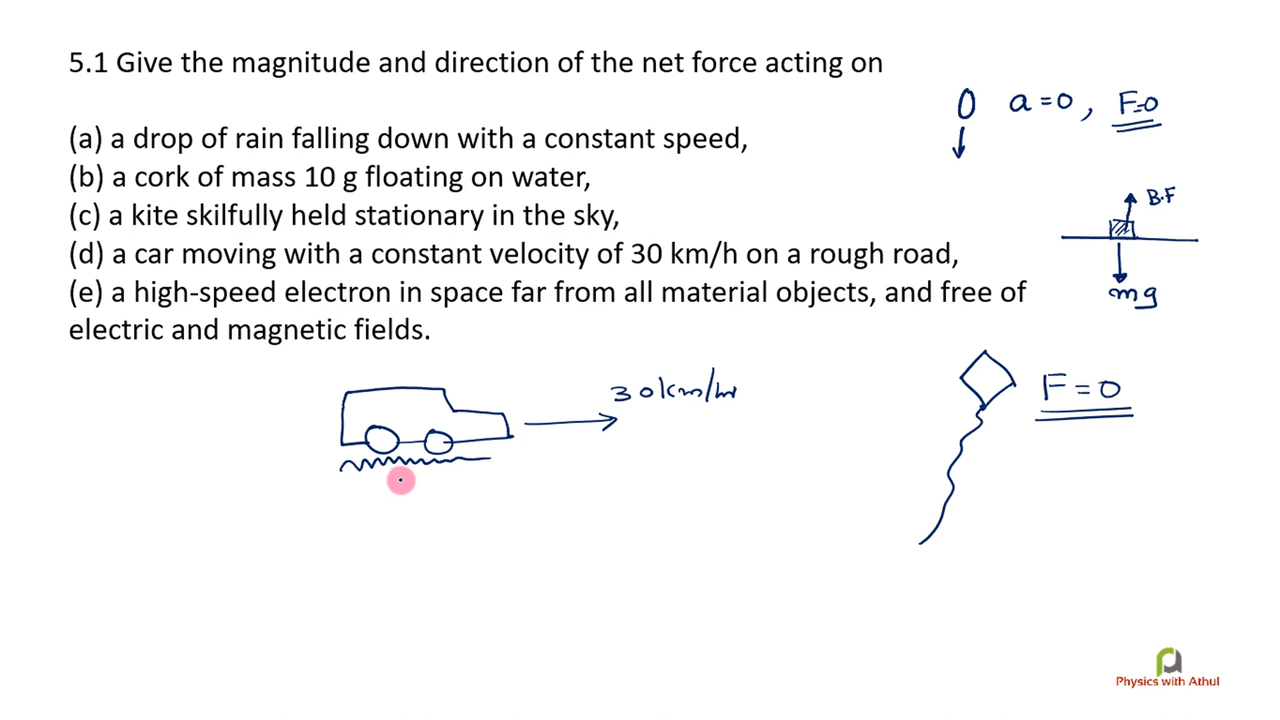 5.1 Give the magnitude and direction of the net force acting on
(a) a drop of rain falling down with a constant speed,
(b) a cork of mass 10 g floating on water,
(c) a kite skilfully held stationary in the sky,
(d) a car moving with a constant velocity of 30 km/h on a rough road,
(e) a high-speed electron in space far from all material objects, and free of
electric and magnetic fields.
a = 0, F=0
B.F
mg
30km/hr
F = 0
Physics with Athul